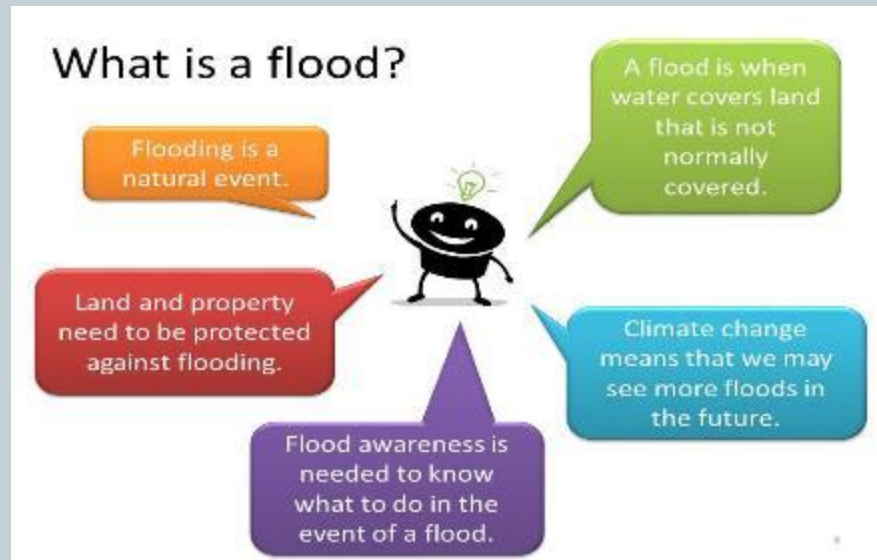 What is a flood?
Flooding is a
natural event.
A flood is when
water covers land
that is not
normally
covered.
Land and property
need to be protected
against flooding.
Climate change
means that we may
see more floods in
the future.
Flood awareness is
needed to know
what to do in the
event of a flood.